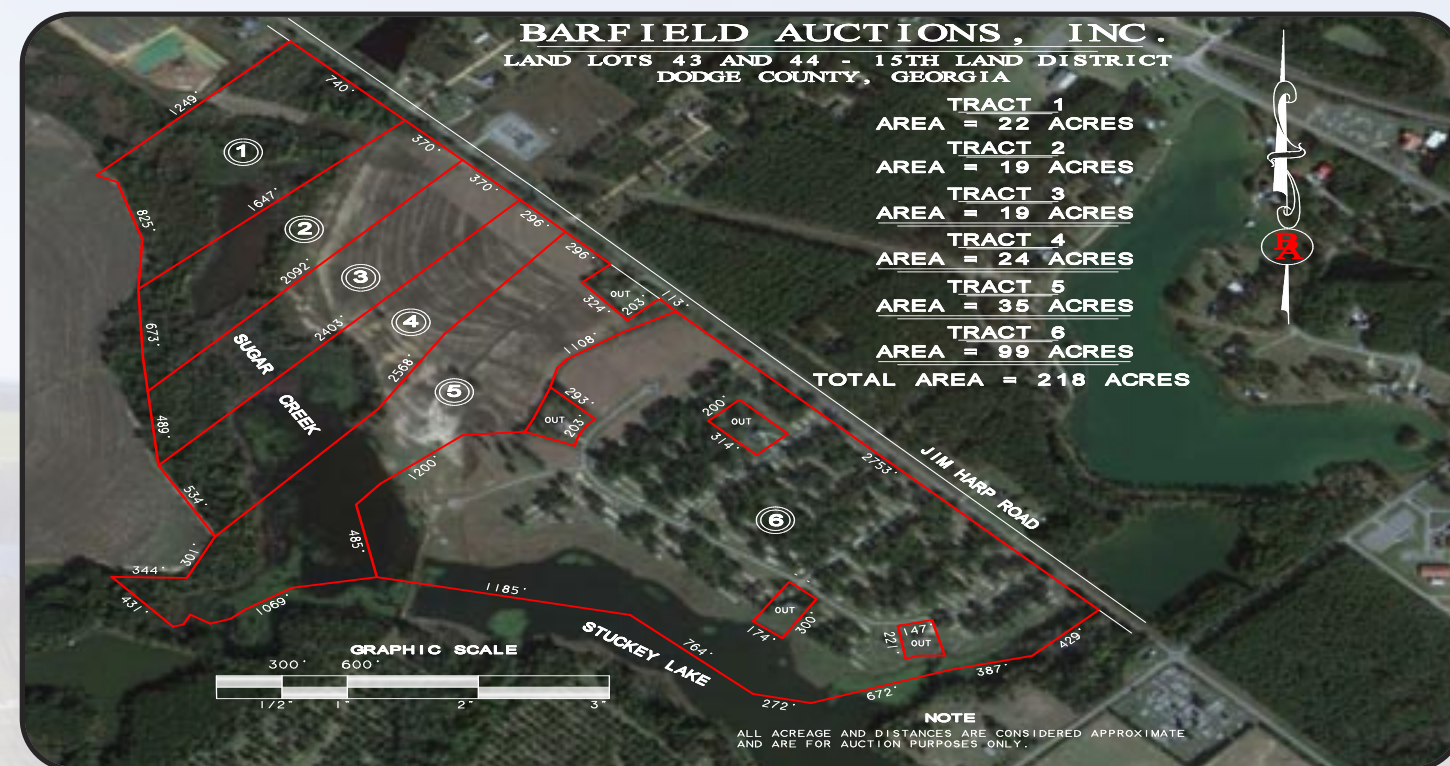 BARFIELD AUCTIONS, INC.
LAND LOTS 43 AND 44 - 15TH LAND DISTRICT
DODGE COUNTY, GEORGIA
TRACT 1
AREA = 22 ACRES
TRACT 2
AREA = 19 ACRES
TRACT 3
AREA = 19 ACRES
TRACT 4
AREA = 24 ACRES
TRACT 5
AREA = 35 ACRES
TRACT 6
AREA = 99 ACRES
TOTAL AREA = 218 ACRES
BA
740'
1249'
1
370'
370'
1647'
825'
2
296'
296'
2092'
3
OUT
324'
203'
113'
4
2403'
673'
SUGAR
CREEK
1108'
2568'
5
293'
OUT
203'
200'
OUT
314'
489'
1200'
2753'
JIM HARP ROAD
534'
6
485'
301'
344'
431'
1069'
1185'
OUT
174'
300'
147'
221'
OUT
429'
STUCKEY LAKE
764'
387'
672'
272'
GRAPHIC SCALE
300' 600'
1/2" 1" 2" 3"
NOTE
ALL ACREAGE AND DISTANCES ARE CONSIDERED APPROXIMATE
AND ARE FOR AUCTION PURPOSES ONLY.